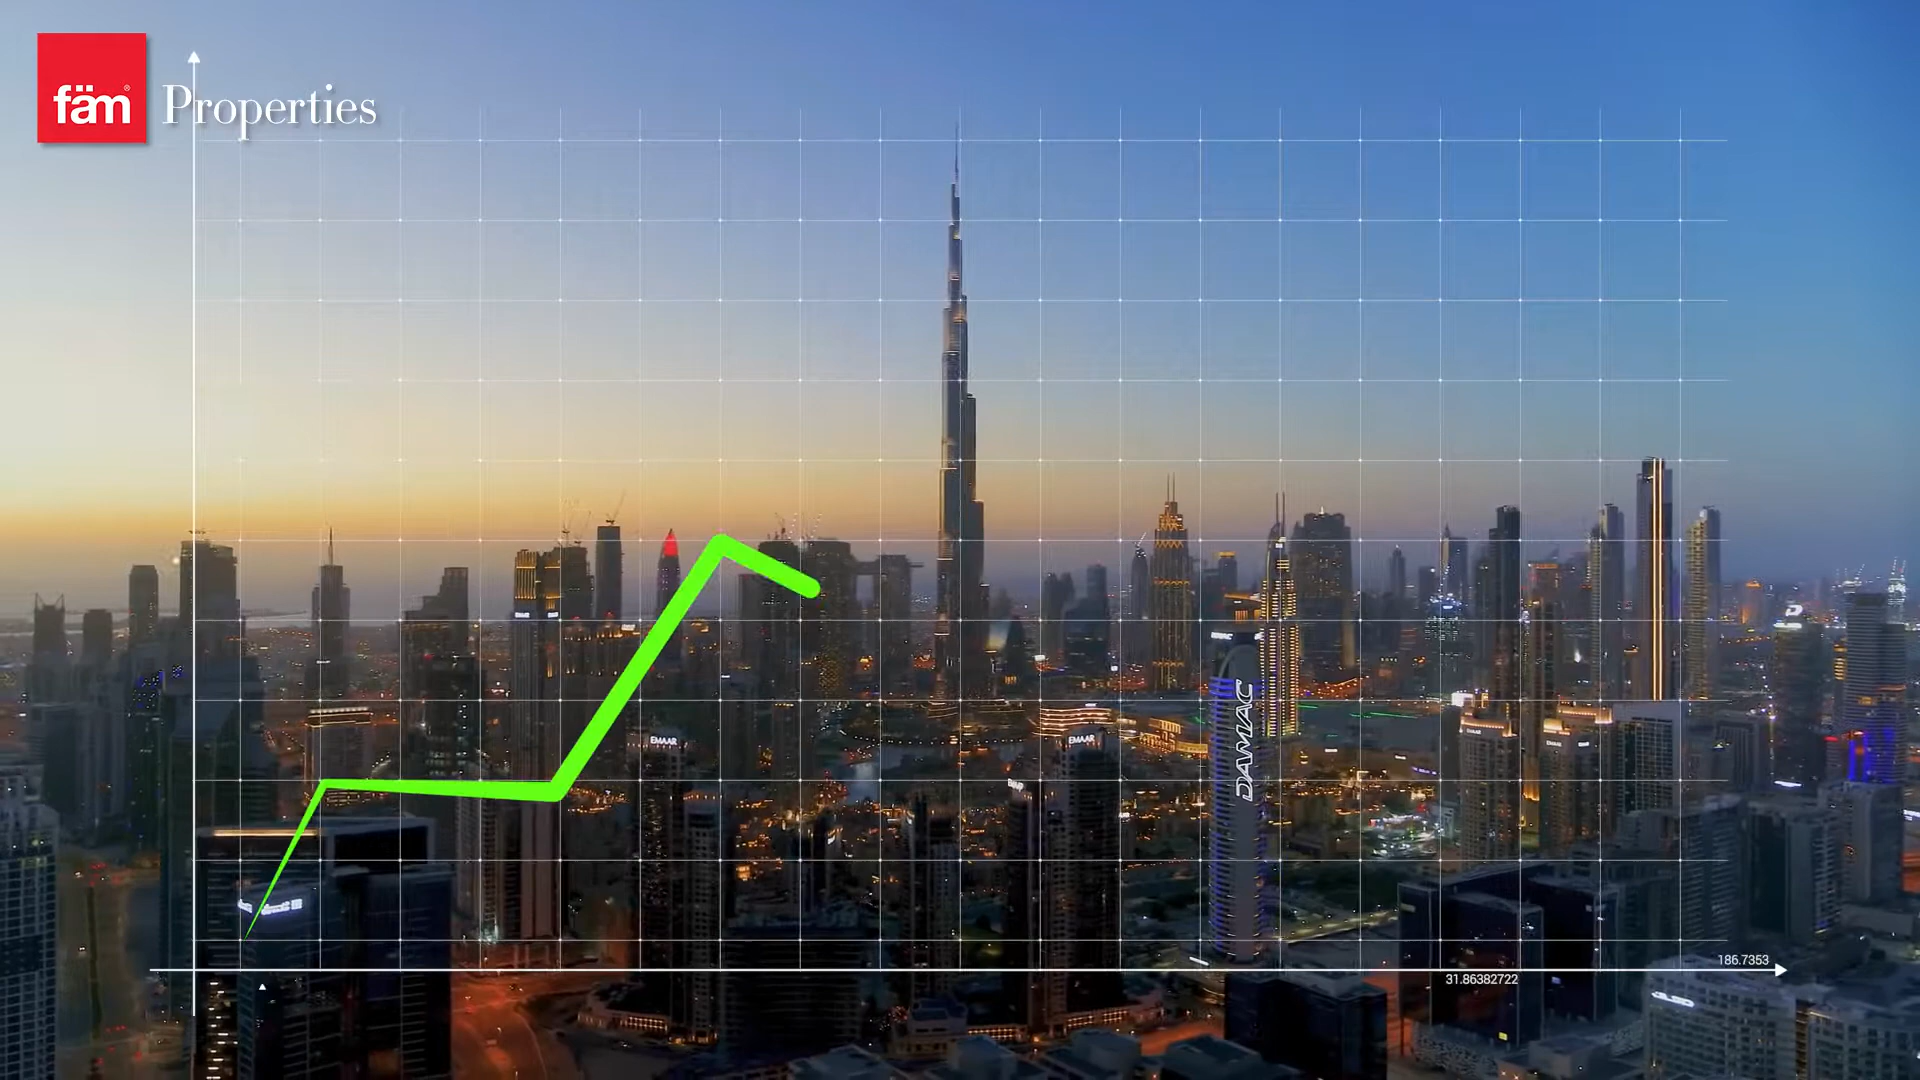 fäm®
Properties
EMAAR
EMAAR
DAMAC
186.7353
31.86382722